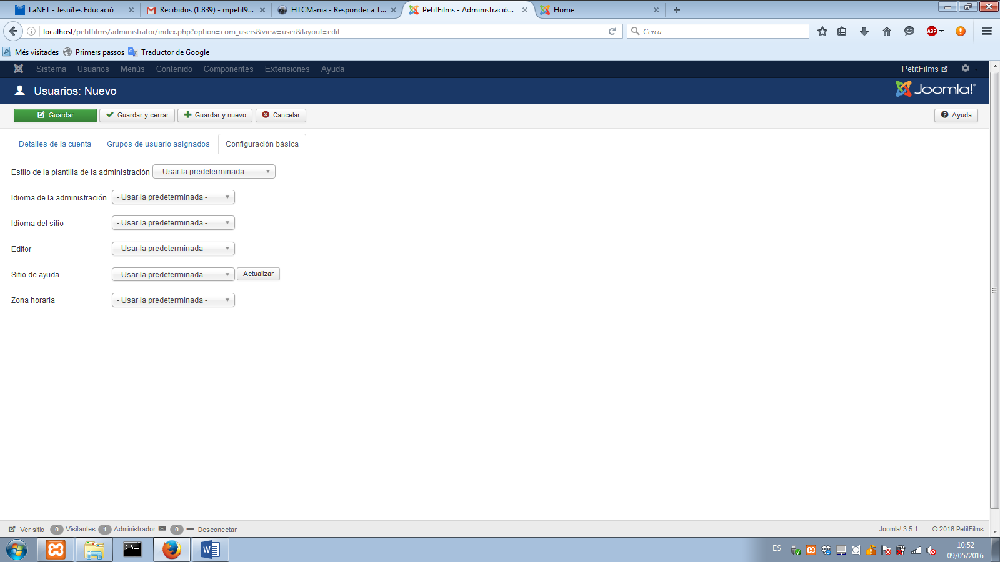 LaNET - Jesuïtes Educació
Recibidos (1.839) - mpetit9...
HTCMania - Responder a T...
PetitFilms - Administració...
Home
localhost/petitfilms/administrator/index.php?option=com_users&view=user&layout=edit
Cerca
ABP
Més visitades
Primers passos
Traductor de Google
Sistema
Usuarios
Menús
Contenido
Componentes
Extensiones
Ayuda
PetitFilms
Usuarios: Nuevo
Joomla!
Guardar
Guardar y cerrar
Guardar y nuevo
Cancelar
Ayuda
Detalles de la cuenta
Grupos de usuario asignados
Configuración básica
Estilo de la plantilla de la administración
- Usar la predeterminada -
Idioma de la administración
- Usar la predeterminada -
Idioma del sitio
- Usar la predeterminada -
Editor
- Usar la predeterminada -
Sitio de ayuda
- Usar la predeterminada -
Actualizar
Zona horaria
- Usar la predeterminada -
Ver sitio
0 Visitantes
1 Administrador
0
Desconectar
Joomla! 3.5.1 — © 2016 PetitFilms
C:\_
W
ES
10:52
09/05/2016